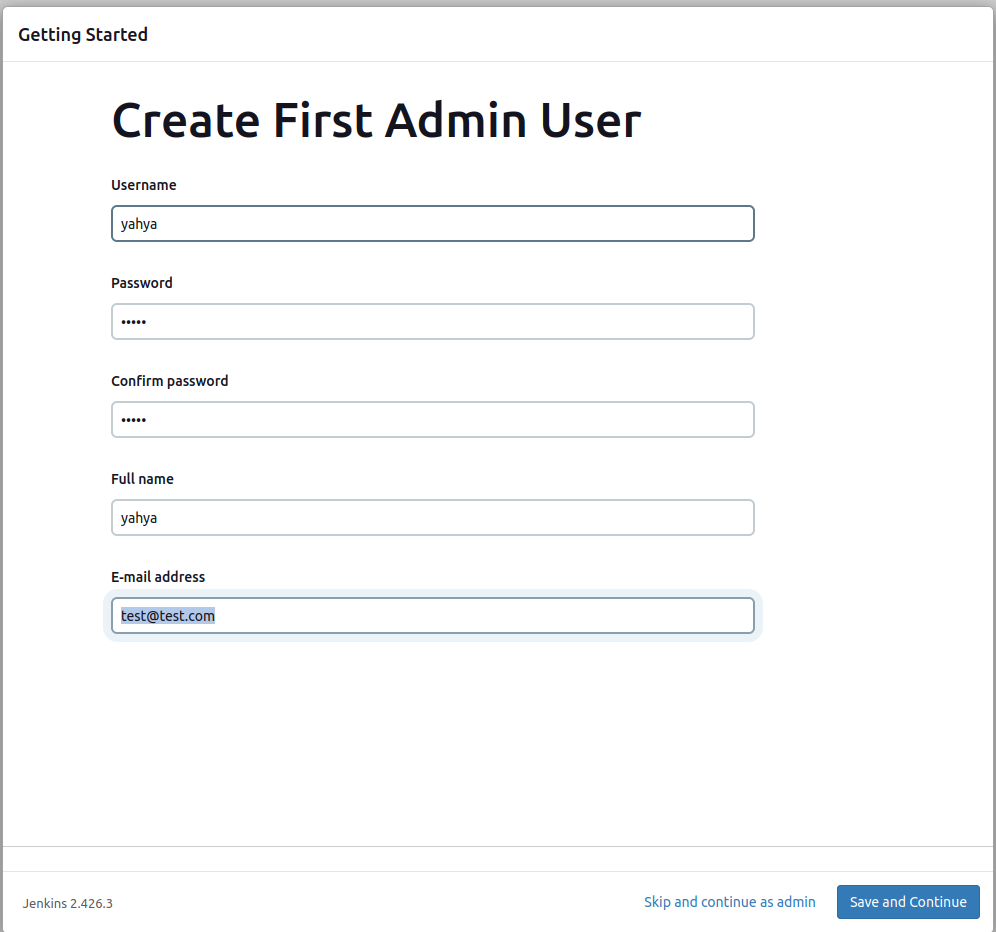 Getting Started
Create First Admin User
Username
yahya
Password
•••••
Confirm password
•••••
Full name
yahya
E-mail address
test@test.com
Jenkins 2.426.3
Skip and continue as admin
Save and Continue